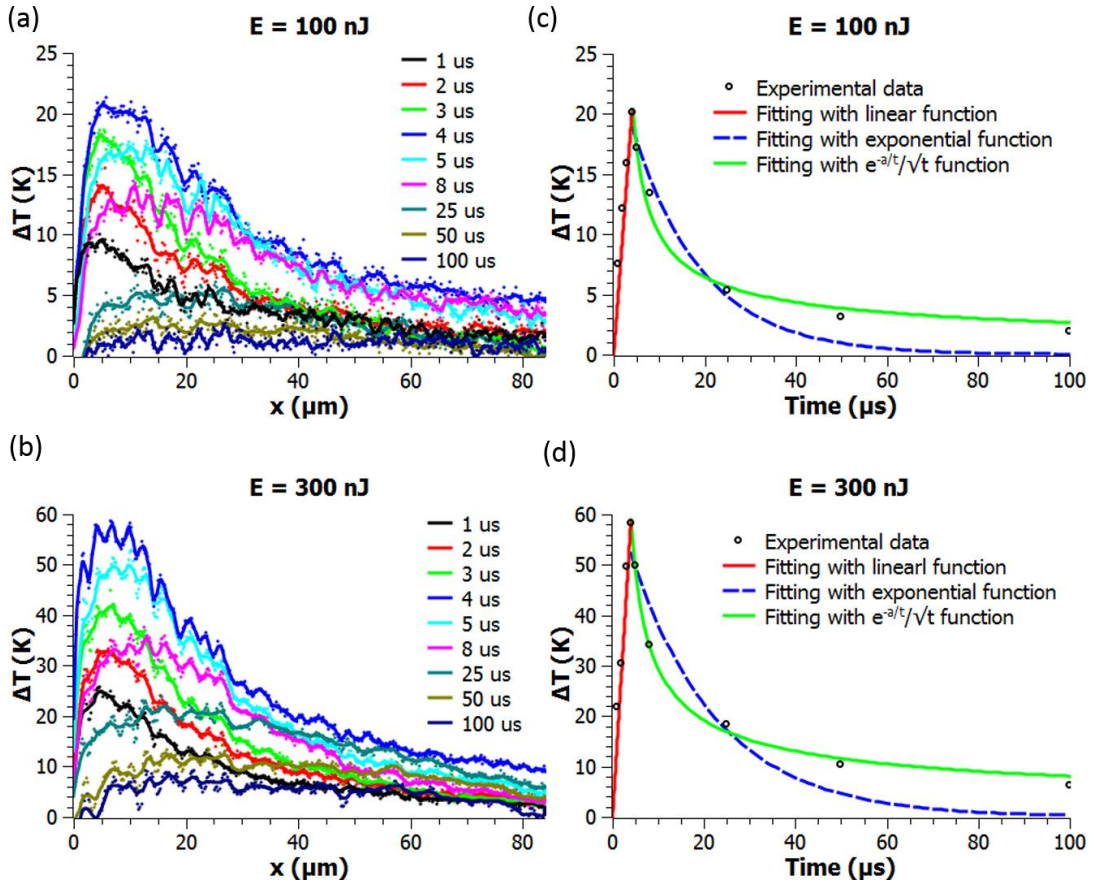 (a)
E = 100 nJ
25
20
15
10
5
0
ΔT (K)
1 us
2 us
3 us
4 us
5 us
8 us
25 us
50 us
100 us
0 20 40 60 80
x (μm)
(c)
E = 100 nJ
25
20
15
10
5
0
ΔT (K)
Experimental data
Fitting with linear function
Fitting with exponential function
Fitting with e-a/t/√t function
0 20 40 60 80 100
Time (μs)
(b)
E = 300 nJ
60
50
40
30
20
10
0
ΔT (K)
1 us
2 us
3 us
4 us
5 us
8 us
25 us
50 us
100 us
0 20 40 60 80
x (μm)
(d)
E = 300 nJ
60
50
40
30
20
10
0
ΔT (K)
Experimental data
Fitting with linearl function
Fitting with exponential function
Fitting with e-a/t/√t function
0 20 40 60 80 100
Time (μs)